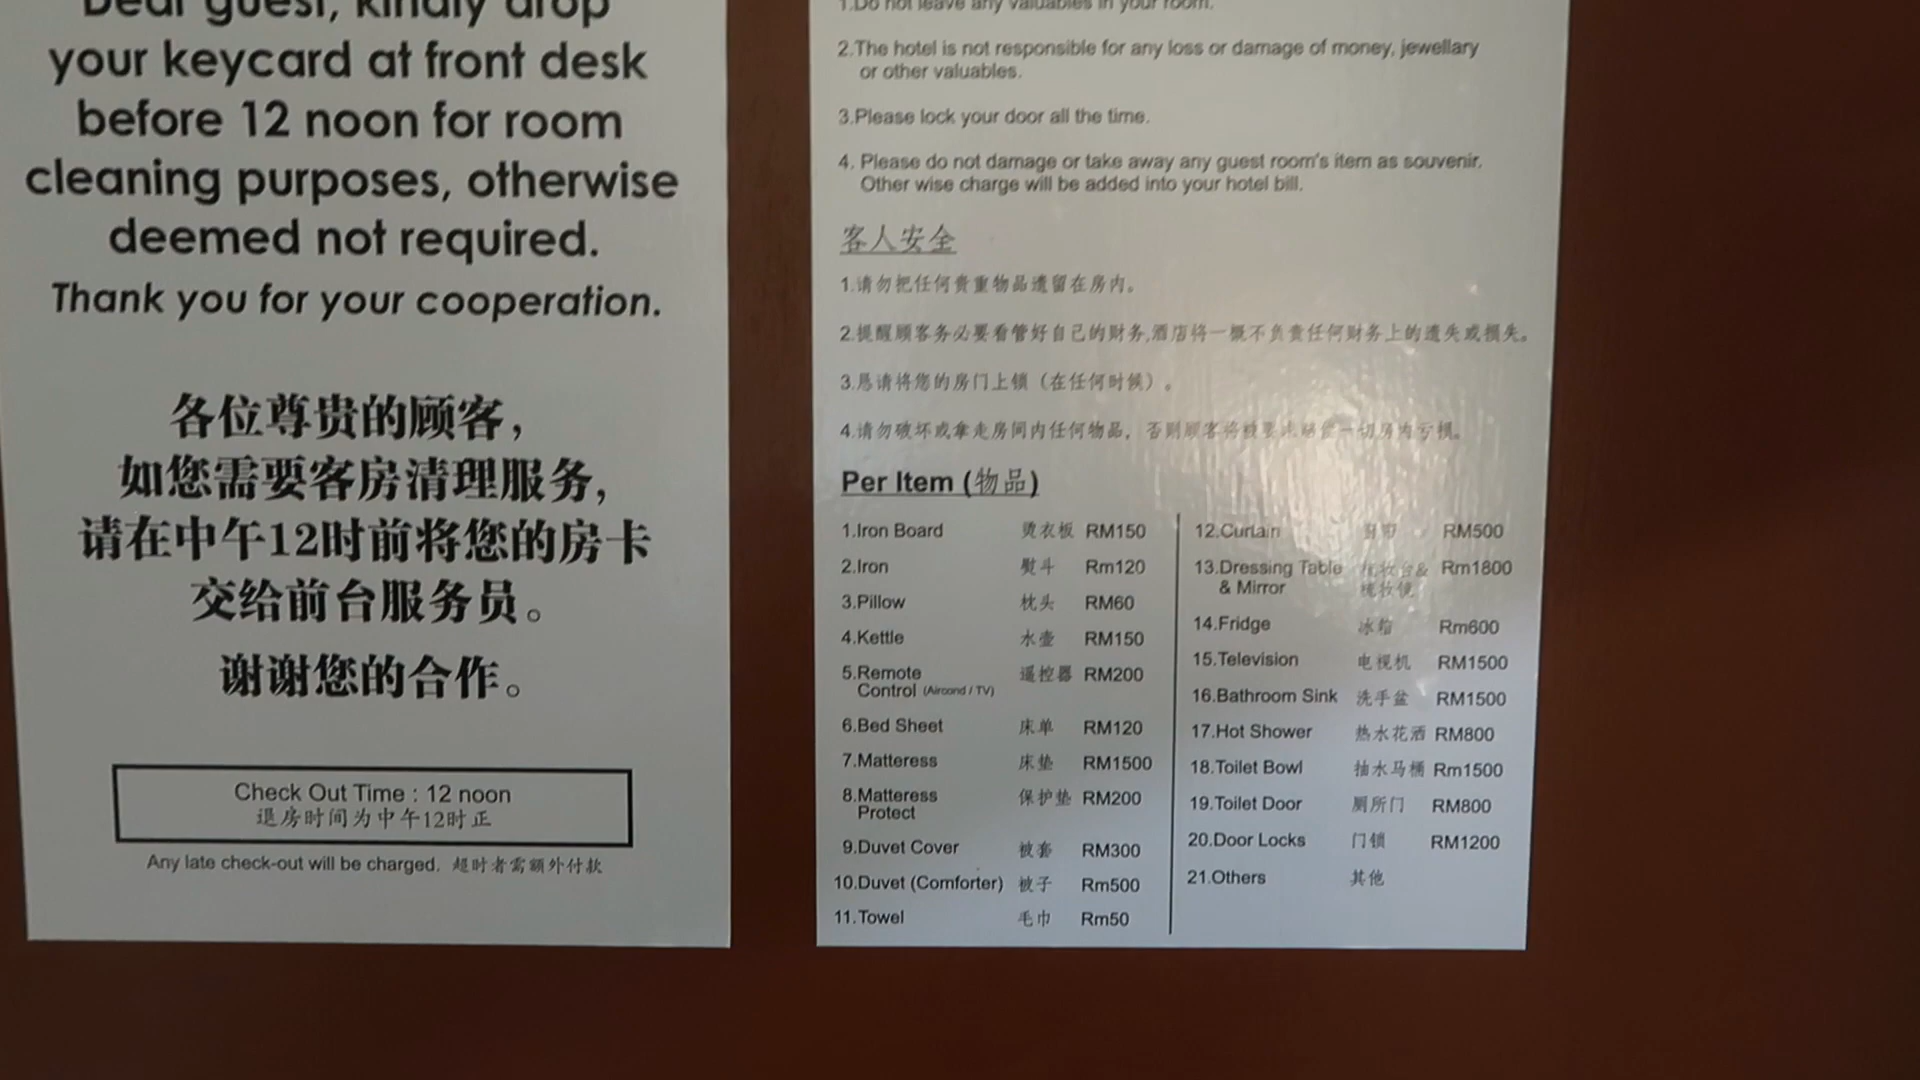 Dear guest, kindly drop
your keycard at front desk
before 12 noon for room
cleaning purposes, otherwise
deemed not required.
Thank you for your cooperation.
各位尊贵的顾客，
如您需要客房清理服务，
请在中午12时前将您的房卡
交给前台服务员。
谢谢您的合作。
Check Out Time : 12 noon
退房时间为中午12时正
Any late check-out will be charged. 超时者需额外付款
1.Do not leave any valuables in your room.
2.The hotel is not responsible for any loss or damage of money, jewellary
or other valuables.
3.Please lock your door all the time.
4. Please do not damage or take away any guest room's item as souvenir.
Other wise charge will be added into your hotel bill.
客人安全
1.请勿把任何贵重物品遗留在房内。
2.提醒顾客务必要看管好自己的财务,酒店将一概不负责任何财务上的遗失或损失。
3.恳请将您的房门上锁（在任何时候）。
4.请勿破坏或拿走房间内任何物品，否则顾客将被要求赔偿一切房内亏损。
Per Item (物品)
1.Iron Board 烫衣板 RM150
2.Iron 熨斗 Rm120
3.Pillow 枕头 RM60
4.Kettle 水壶 RM150
5.Remote 遥控器 RM200
Control (Aircond / TV)
6.Bed Sheet 床单 RM120
7.Matteress 床垫 RM1500
8.Matteress 保护垫 RM200
Protect
9.Duvet Cover 被套 RM300
10.Duvet (Comforter) 被子 Rm500
11.Towel 毛巾 Rm50
12.Curtain 窗帘 RM500
13.Dressing Table 梳妆台& Rm1800
& Mirror 梳妆镜
14.Fridge 冰箱 Rm600
15.Television 电视机 RM1500
16.Bathroom Sink 洗手盆 RM1500
17.Hot Shower 热水花洒 RM800
18.Toilet Bowl 抽水马桶 Rm1500
19.Toilet Door 厕所门 RM800
20.Door Locks 门锁 RM1200
21.Others 其他